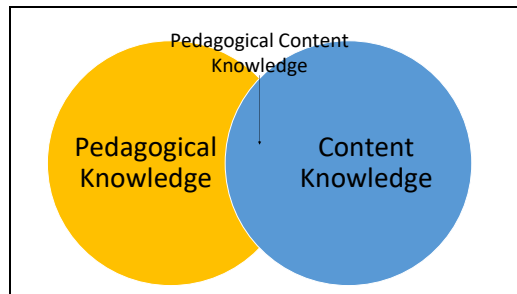 Pedagogical Content
Knowledge
Pedagogical
Knowledge
Content
Knowledge